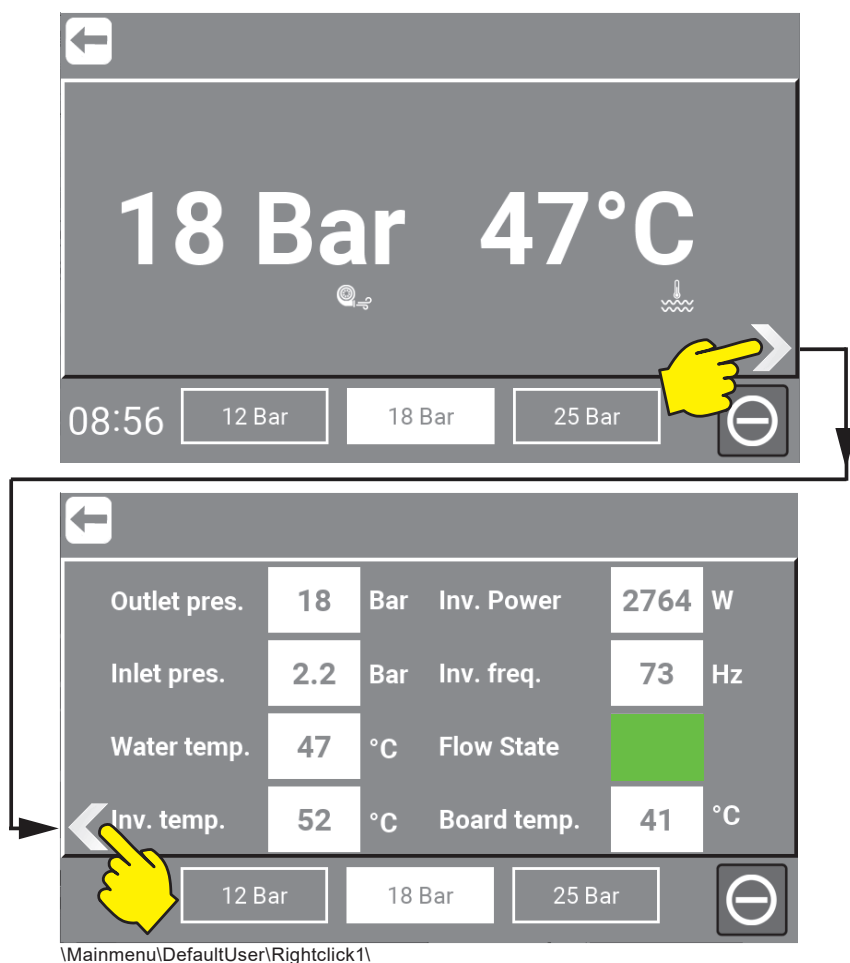 18 Bar 47°C
08:56 12 Bar 18 Bar 25 Bar
Outlet pres. 18 Bar Inv. Power 2764 W
Inlet pres. 2.2 Bar Inv. freq. 73 Hz
Water temp. 47 °C Flow State
Inv. temp. 52 °C Board temp. 41 °C
12 Bar 18 Bar 25 Bar
\Mainmenu\DefaultUser\Rightclick1\